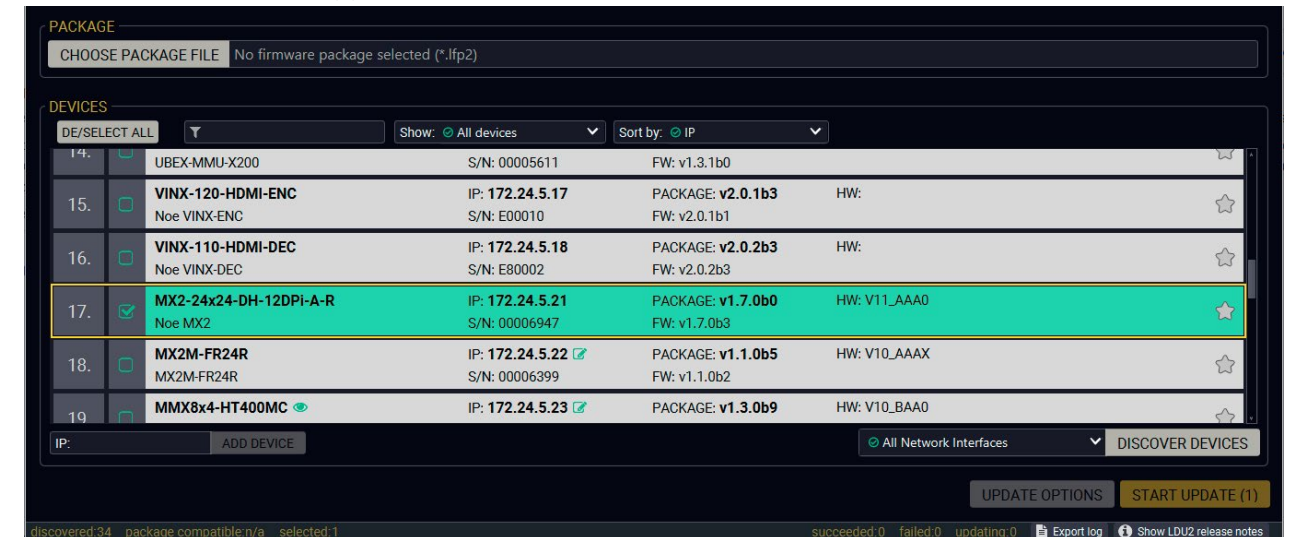 PACKAGE
CHOOSE PACKAGE FILE No firmware package selected (*.lfp2)
DEVICES
DE/SELECT ALL Show: All devices Sort by: IP
14. UBEX-MMU-X200 S/N: 00005611 FW: v1.3.1b0
VINX-120-HDMI-ENC IP: 172.24.5.17 PACKAGE: v2.0.1b3 HW:
15.
Noe VINX-ENC S/N: E00010 FW: v2.0.1b1
VINX-110-HDMI-DEC IP: 172.24.5.18 PACKAGE: v2.0.2b3 HW:
16.
Noe VINX-DEC S/N: E80002 FW: v2.0.2b3
MX2-24x24-DH-12DPi-A-R IP: 172.24.5.21 PACKAGE: v1.7.0b0 HW: V11_AAA0
17.
Noe MX2 S/N: 00006947 FW: v1.7.0b3
MX2M-FR24R IP: 172.24.5.22 PACKAGE: v1.1.0b5 HW: V10_AAAX
18.
MX2M-FR24R S/N: 00006399 FW: v1.1.0b2
MMX8x4-HT400MC IP: 172.24.5.23 PACKAGE: v1.3.0b9 HW: V10_BAA0
19
IP: ADD DEVICE All Network Interfaces DISCOVER DEVICES
UPDATE OPTIONS START UPDATE (1)
discovered:34 package compatible:n/a selected:1 succeeded:0 failed:0 updating:0 Export log Show LDU2 release notes